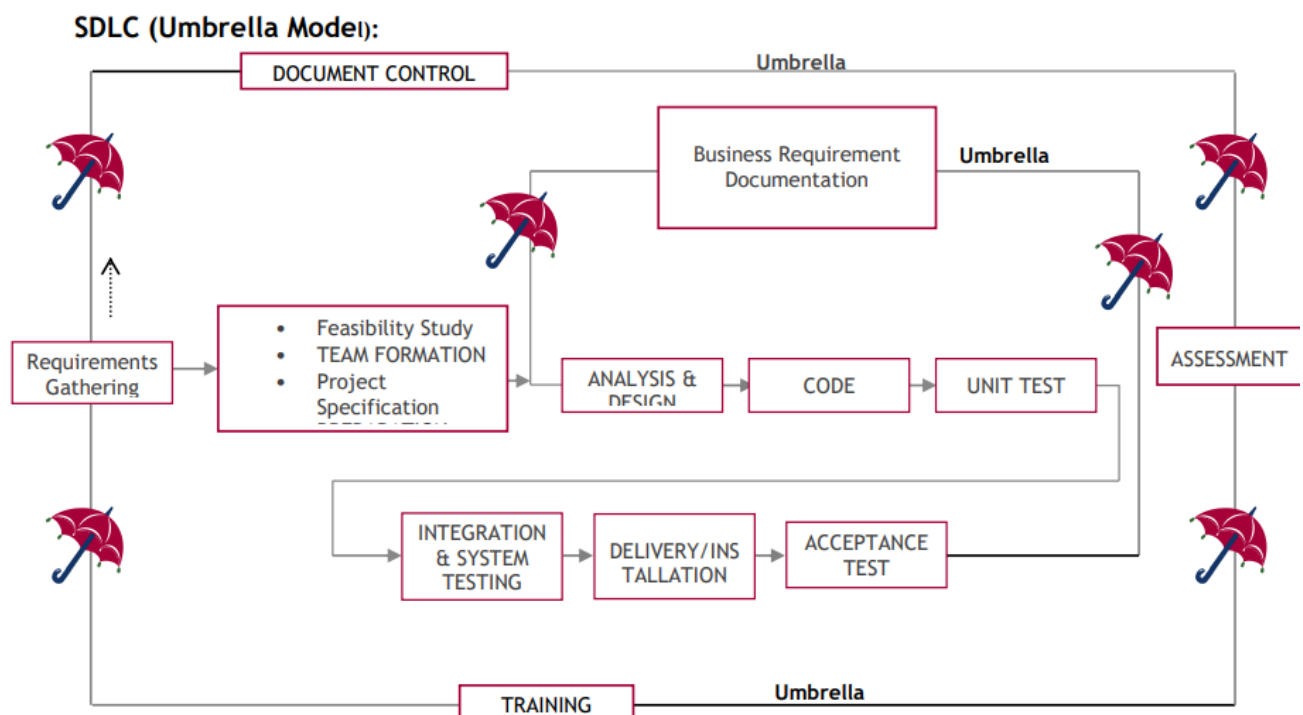 SDLC (Umbrella Model):
DOCUMENT CONTROL
Umbrella
Business Requirement
Documentation
Umbrella
Requirements
Gathering
• Feasibility Study
• TEAM FORMATION
• Project
Specification
ANALYSIS &
DESIGN
CODE
UNIT TEST
ASSESSMENT
INTEGRATION
& SYSTEM
TESTING
DELIVERY/INS
TALLATION
ACCEPTANCE
TEST
TRAINING
Umbrella